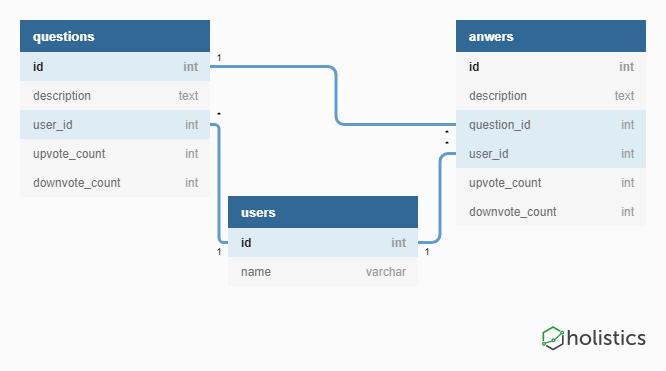 questions
id int
description text
user_id int
upvote_count int
downvote_count int
anwers
id int
description text
question_id int
user_id int
upvote_count int
downvote_count int
users
id int
name varchar
1
*
*
*
1
1
holistics